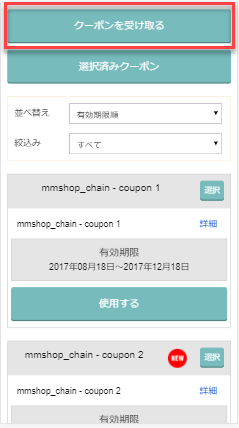 クーポンを受け取る
選択済みクーポン
並べ替え 有効期限順
絞込み すべて
mmshop_chain - coupon 1 選択
mmshop_chain - coupon 1 詳細
有効期限
2017年08月18日～2017年12月18日
使用する
mmshop_chain - coupon 2 NEW 選択
mmshop_chain - coupon 2 詳細
有効期限